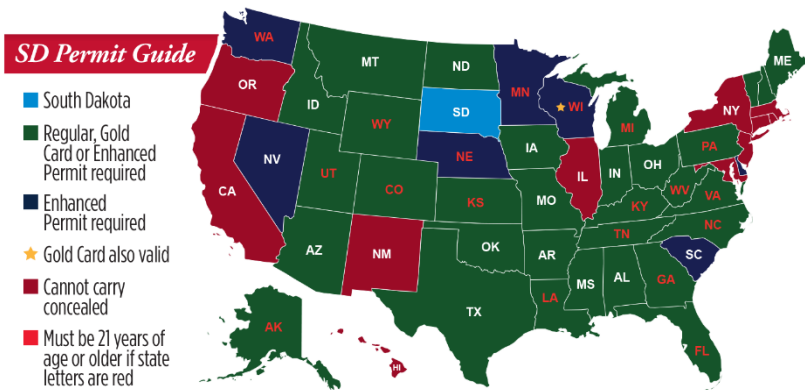 SD Permit Guide
South Dakota
Regular, Gold
Card or Enhanced
Permit required
Enhanced
Permit required
Gold Card also valid
Cannot carry
concealed
Must be 21 years of
age or older if state
letters are red
WA
MT
ND
MN
ME
OR
ID
WY
SD
WI
MI
NY
NV
UT
CO
NE
IA
IL
IN
OH
PA
CA
KS
MO
KY
WV
VA
AZ
NM
OK
AR
TN
NC
SC
TX
LA
MS
AL
GA
FL
AK
HI